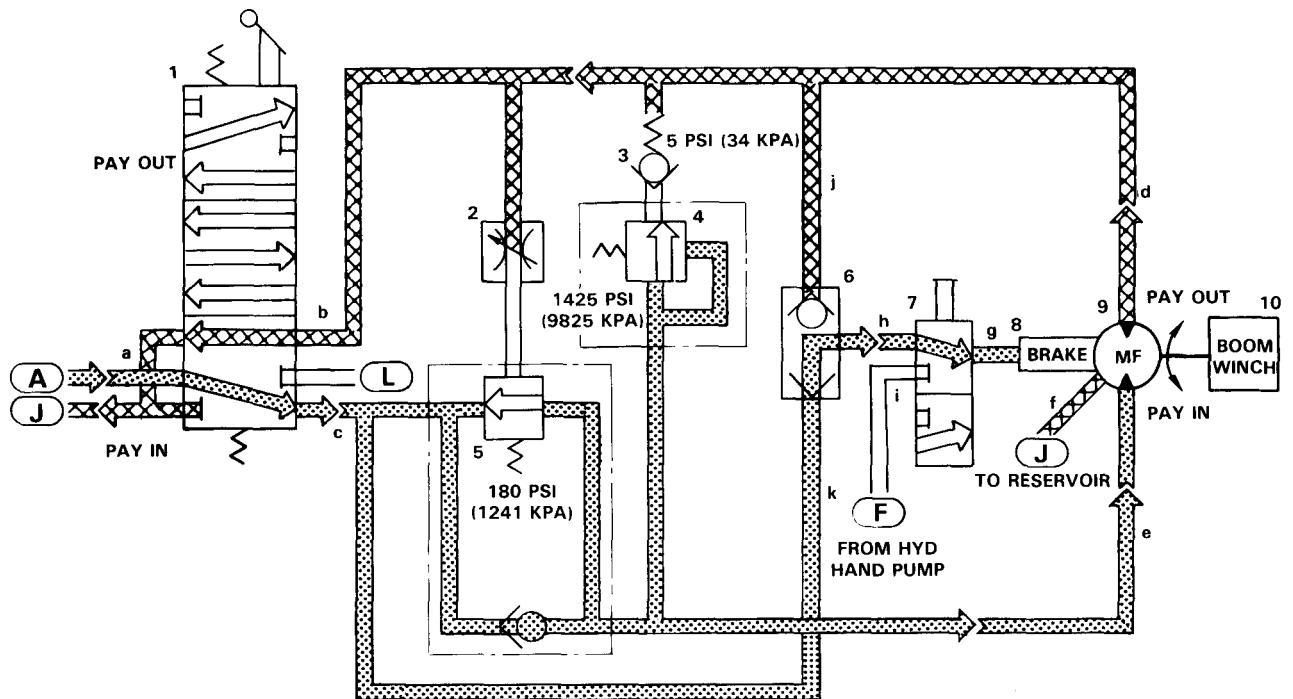 1
PAY OUT
b
a
A
L
J
c
PAY IN
2
5 PSI (34 KPA)
3
4
1425 PSI
(9825 KPA)
5
180 PSI
(1241 KPA)
j
6
h
7
g
8
BRAKE
i
k
F
FROM HYD
HAND PUMP
d
9
PAY OUT
10
MF
BOOM
WINCH
f
PAY IN
J
TO RESERVOIR
e